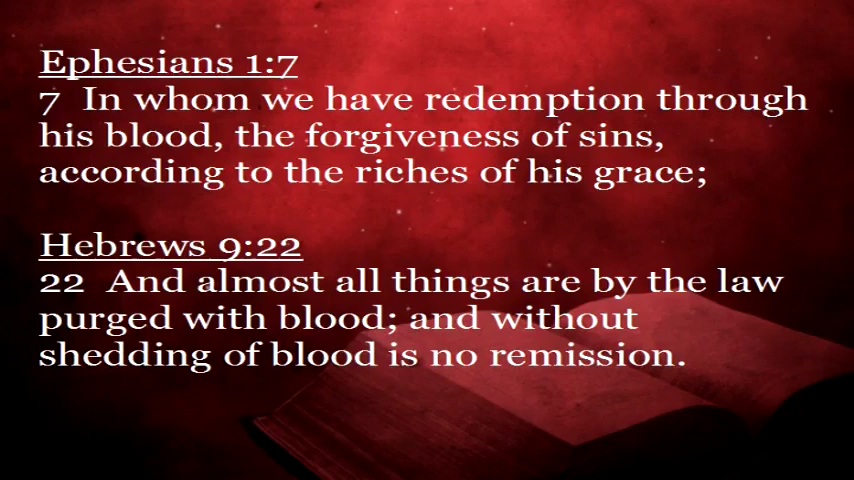 Ephesians 1:7
7  In whom we have redemption through
his blood, the forgiveness of sins,
according to the riches of his grace;
Hebrews 9:22
22  And almost all things are by the law
purged with blood; and without
shedding of blood is no remission.